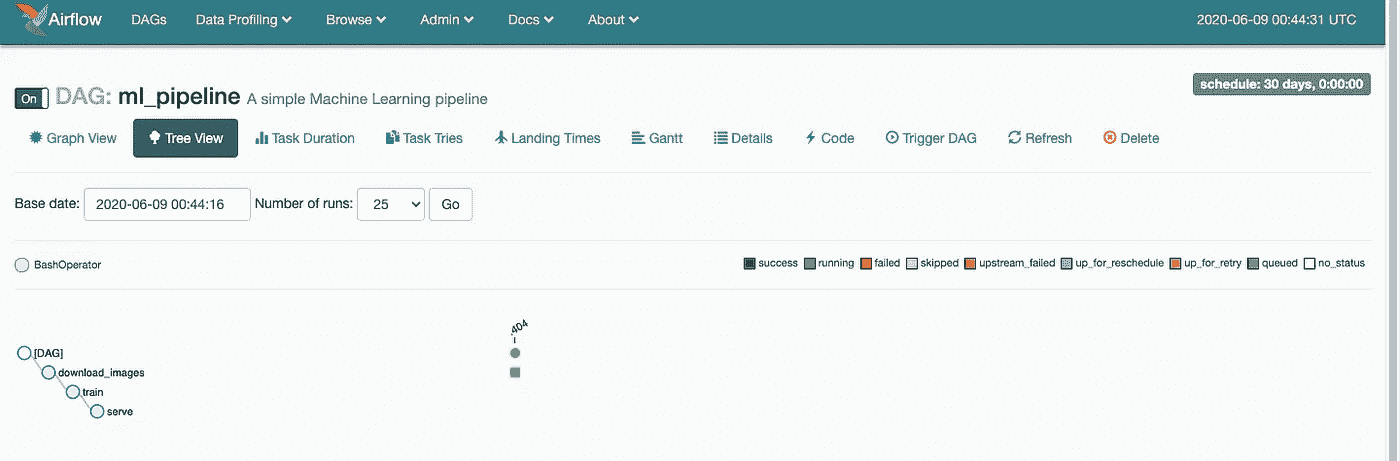 Airflow DAGs Data Profiling Browse Admin Docs About 2020-06-09 00:44:31 UTC
schedule: 30 days, 0:00:00
On DAG: ml_pipeline A simple Machine Learning pipeline
Graph View Tree View Task Duration Task Tries Landing Times Gantt Details Code Trigger DAG Refresh Delete
Base date: 2020-06-09 00:44:16 Number of runs: 25 Go
BashOperator success running failed skipped upstream_failed up_for_reschedule up_for_retry queued no_status
.404
[DAG]
download_images
train
serve